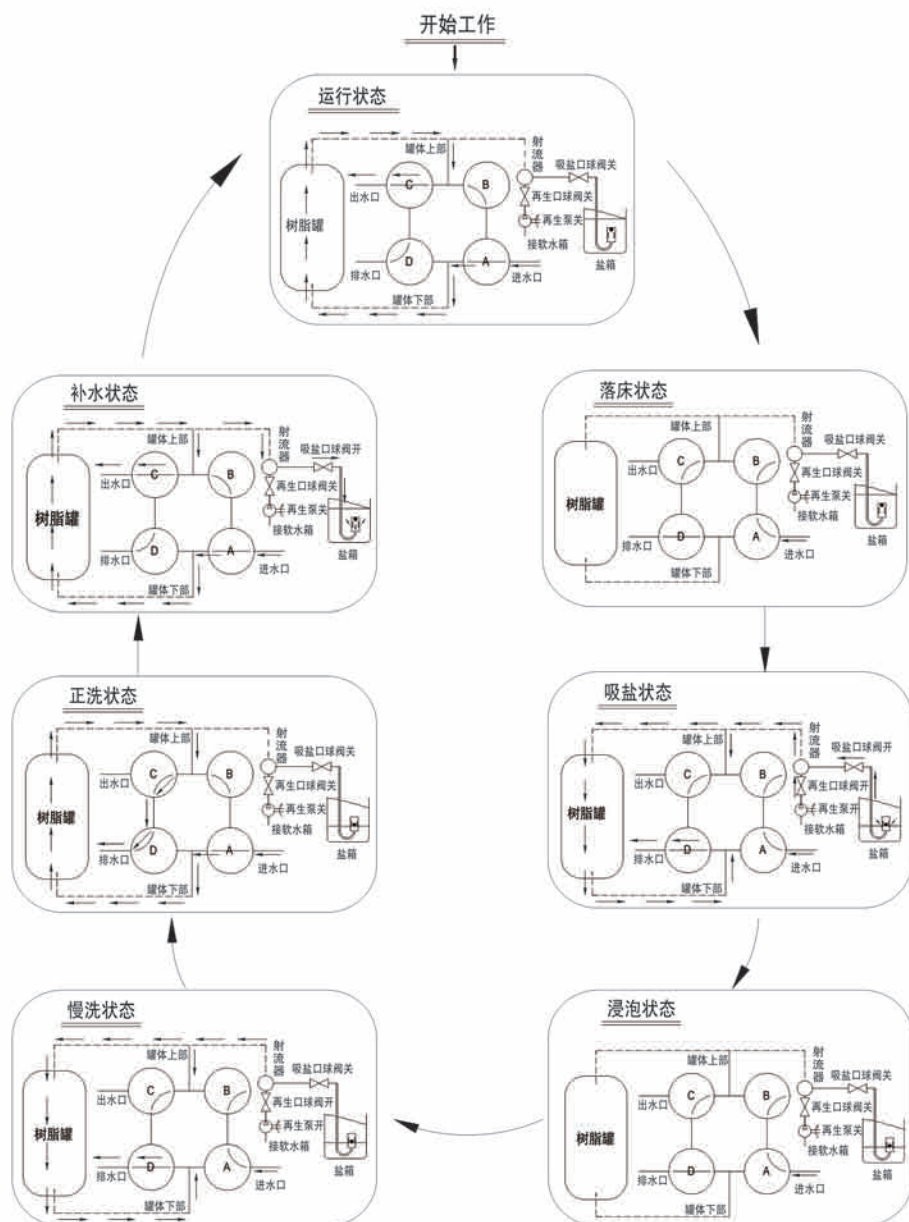 开始工作
运行状态
罐体上部
射流器
吸盐口球阀关
C
B
出水口
再生口球阀关
树脂罐
再生泵关
D
A
接软水箱
排水口
进水口
盐箱
罐体下部
补水状态
罐体上部
射流器
吸盐口球阀开
C
B
出水口
再生口球阀关
树脂罐
再生泵关
D
A
接软水箱
排水口
进水口
盐箱
罐体下部
落床状态
罐体上部
射流器
吸盐口球阀关
C
B
出水口
再生口球阀关
树脂罐
再生泵关
D
A
接软水箱
排水口
进水口
盐箱
罐体下部
正洗状态
罐体上部
射流器
吸盐口球阀关
C
B
出水口
再生口球阀关
树脂罐
再生泵关
D
A
接软水箱
排水口
进水口
盐箱
罐体下部
吸盐状态
罐体上部
射流器
吸盐口球阀开
C
B
出水口
再生口球阀开
树脂罐
再生泵开
D
A
接软水箱
排水口
进水口
盐箱
罐体下部
慢洗状态
罐体上部
射流器
吸盐口球阀关
C
B
出水口
再生口球阀开
树脂罐
再生泵开
D
A
接软水箱
排水口
进水口
盐箱
罐体下部
浸泡状态
罐体上部
射流器
吸盐口球阀关
C
B
出水口
再生口球阀关
树脂罐
再生泵关
D
A
接软水箱
排水口
进水口
盐箱
罐体下部